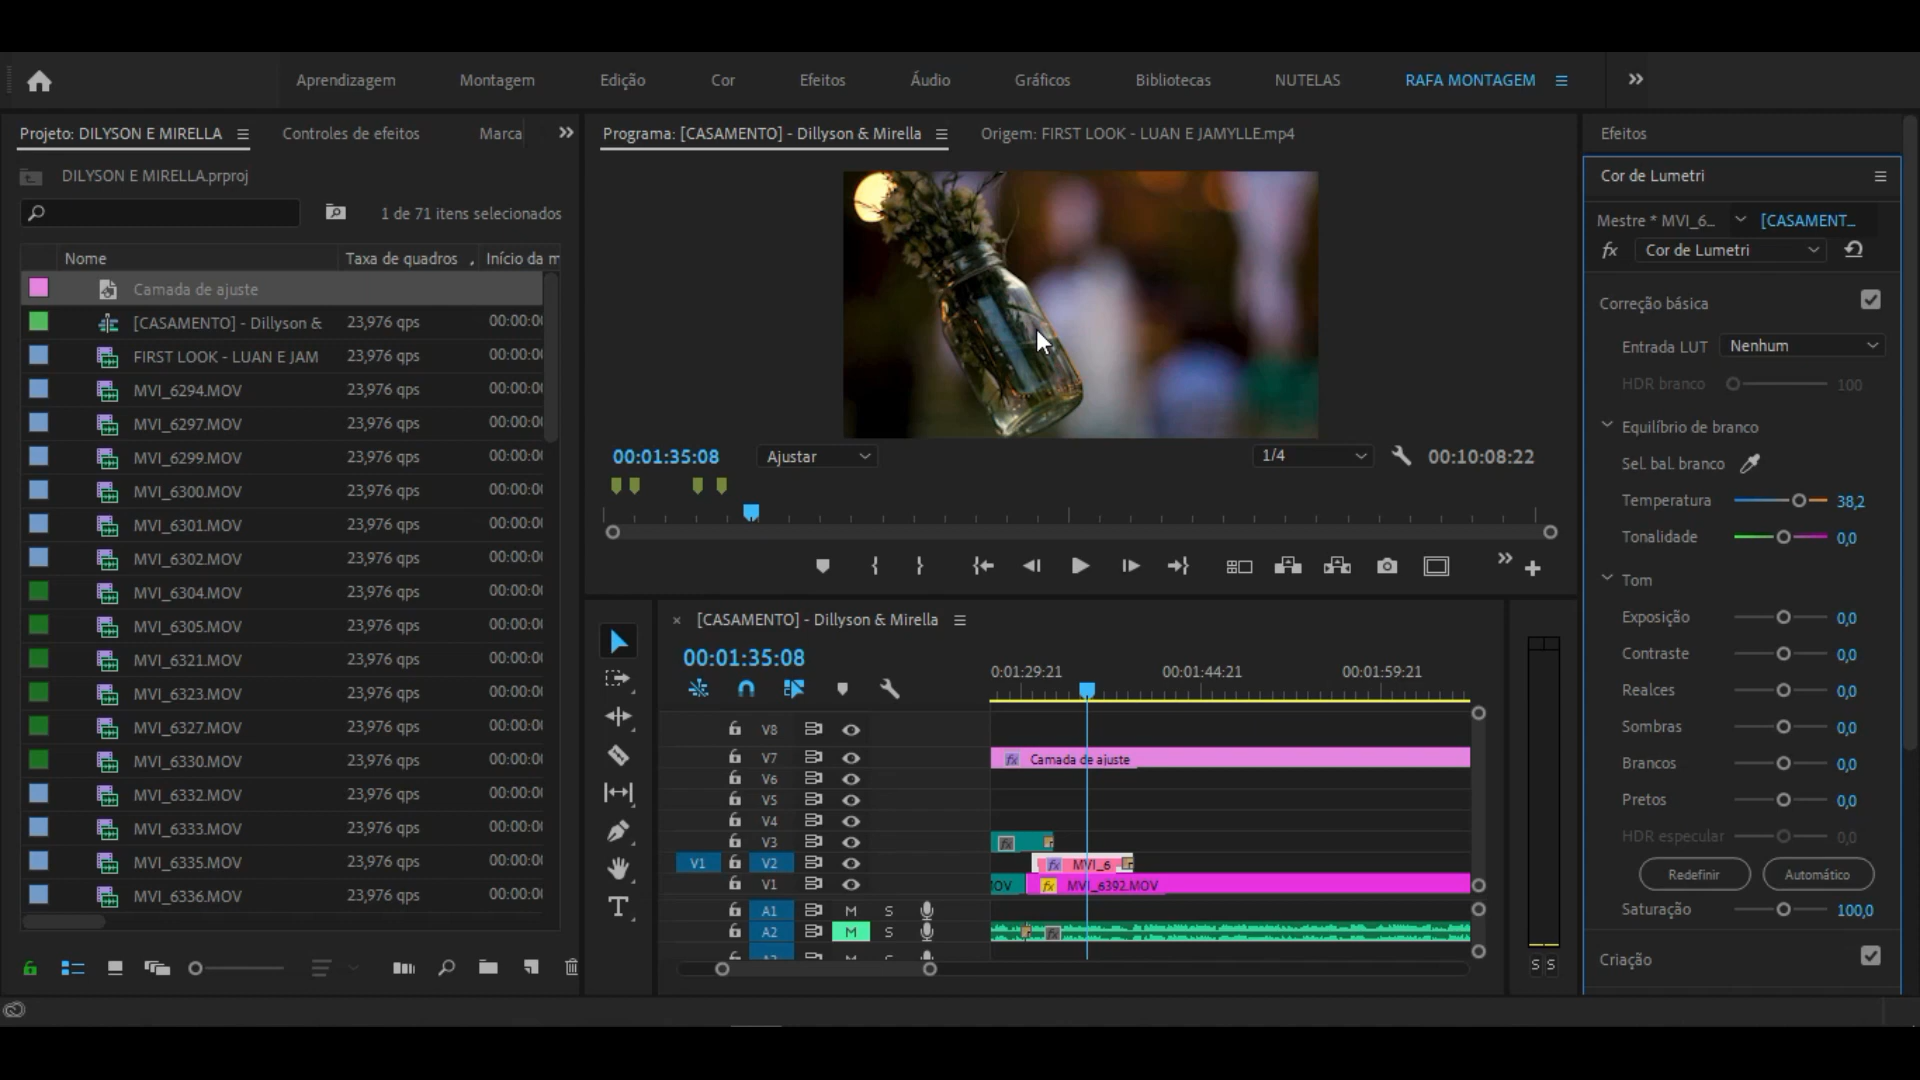 Aprendizagem Montagem Edição Cor Efeitos Áudio Gráficos Bibliotecas NUTELAS RAFA MONTAGEM
Projeto: DILYSON E MIRELLA Controles de efeitos Marca
DILYSON E MIRELLA.prproj
1 de 71 itens selecionados
Nome Taxa de quadros Início da m
Camada de ajuste
[CASAMENTO] - Dillyson & 23,976 qps 00:00:0
FIRST LOOK - LUAN E JAM 23,976 qps 00:00:0
MVI_6294.MOV 23,976 qps 00:00:0
MVI_6297.MOV 23,976 qps 00:00:0
MVI_6299.MOV 23,976 qps 00:00:0
MVI_6300.MOV 23,976 qps 00:00:0
MVI_6301.MOV 23,976 qps 00:00:0
MVI_6302.MOV 23,976 qps 00:00:0
MVI_6304.MOV 23,976 qps 00:00:0
MVI_6305.MOV 23,976 qps 00:00:0
MVI_6321.MOV 23,976 qps 00:00:0
MVI_6323.MOV 23,976 qps 00:00:0
MVI_6327.MOV 23,976 qps 00:00:0
MVI_6330.MOV 23,976 qps 00:00:0
MVI_6332.MOV 23,976 qps 00:00:0
MVI_6333.MOV 23,976 qps 00:00:0
MVI_6335.MOV 23,976 qps 00:00:0
MVI_6336.MOV 23,976 qps 00:00:0
Programa: [CASAMENTO] - Dillyson & Mirella Origem: FIRST LOOK - LUAN E JAMYLLE.mp4
00:01:35:08 Ajustar 1/4 00:10:08:22
[CASAMENTO] - Dillyson & Mirella
00:01:35:08
0:01:29:21 00:01:44:21 00:01:59:21
V8
V7 fx Camada de ajuste
V6
V5
V4
V3 fx
V1 V2 fx MVI_6
V1 OV fx MVI_6392.MOV
A1 M S
A2 M S fx
S S
Efeitos
Cor de Lumetri
Mestre * MVI_6... [CASAMENT...
fx Cor de Lumetri
Correção básica
Entrada LUT Nenhum
HDR branco 100
Equilíbrio de branco
Sel. bal. branco
Temperatura 38,2
Tonalidade 0,0
Tom
Exposição 0,0
Contraste 0,0
Realces 0,0
Sombras 0,0
Brancos 0,0
Pretos 0,0
HDR especular 0,0
Redefinir Automático
Saturação 100,0
Criação